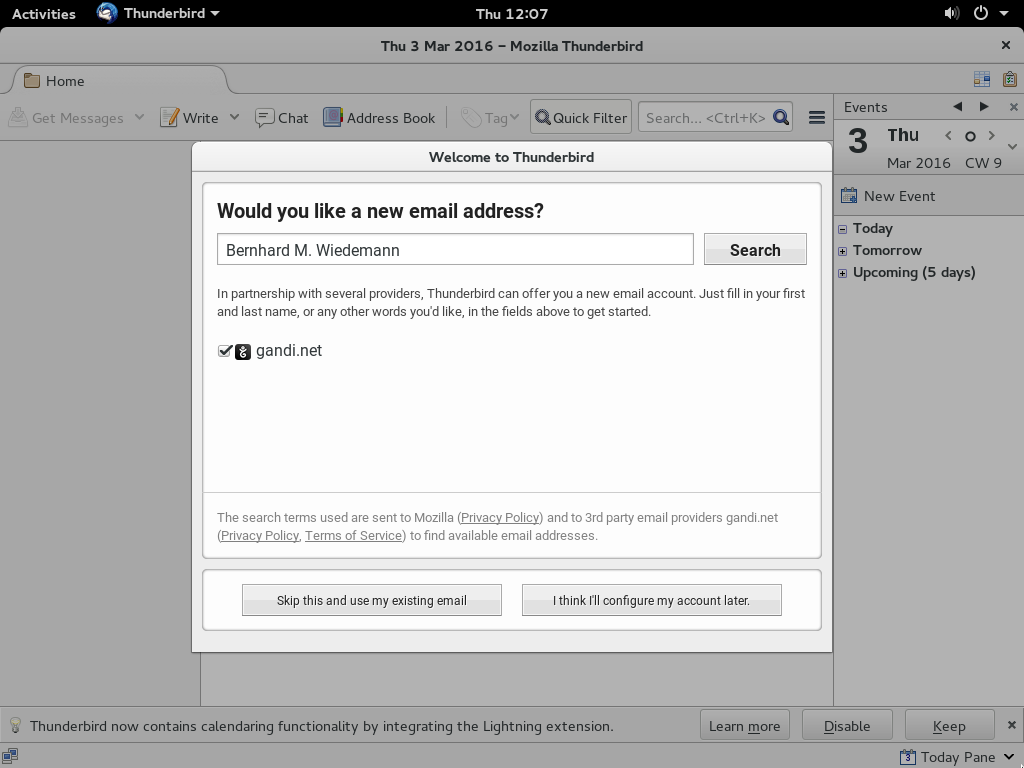 Activities Thunderbird Thu 12:07
Thu 3 Mar 2016 – Mozilla Thunderbird
Home
Get Messages Write Chat Address Book Tag Quick Filter Search... <Ctrl+K>
Events
3 Thu
Mar 2016 CW 9
New Event
Today
Tomorrow
Upcoming (5 days)
Welcome to Thunderbird
Would you like a new email address?
Bernhard M. Wiedemann Search
In partnership with several providers, Thunderbird can offer you a new email account. Just fill in your first
and last name, or any other words you'd like, in the fields above to get started.
gandi.net
The search terms used are sent to Mozilla (Privacy Policy) and to 3rd party email providers gandi.net
(Privacy Policy, Terms of Service) to find available email addresses.
Skip this and use my existing email I think I'll configure my account later.
Thunderbird now contains calendaring functionality by integrating the Lightning extension. Learn more Disable Keep
3 Today Pane